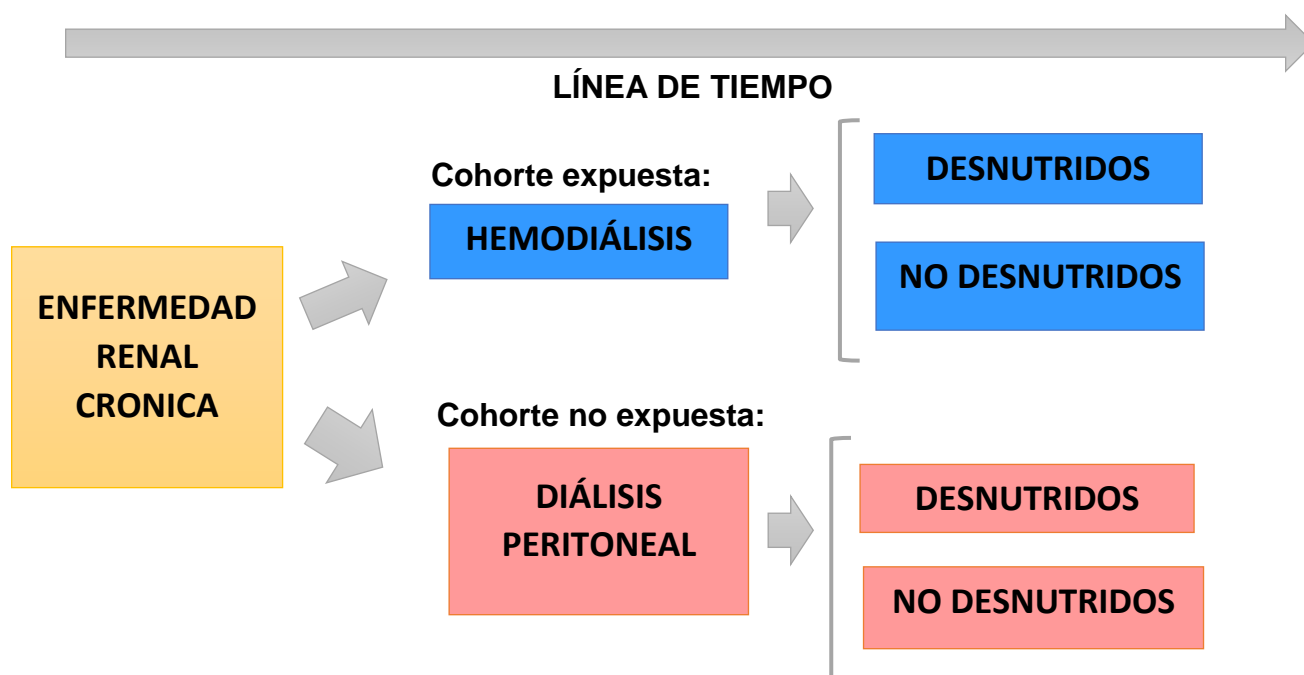 LÍNEA DE TIEMPO
Cohorte expuesta:
HEMODIÁLISIS
DESNUTRIDOS
NO DESNUTRIDOS
ENFERMEDAD
RENAL
CRONICA
Cohorte no expuesta:
DIÁLISIS
PERITONEAL
DESNUTRIDOS
NO DESNUTRIDOS